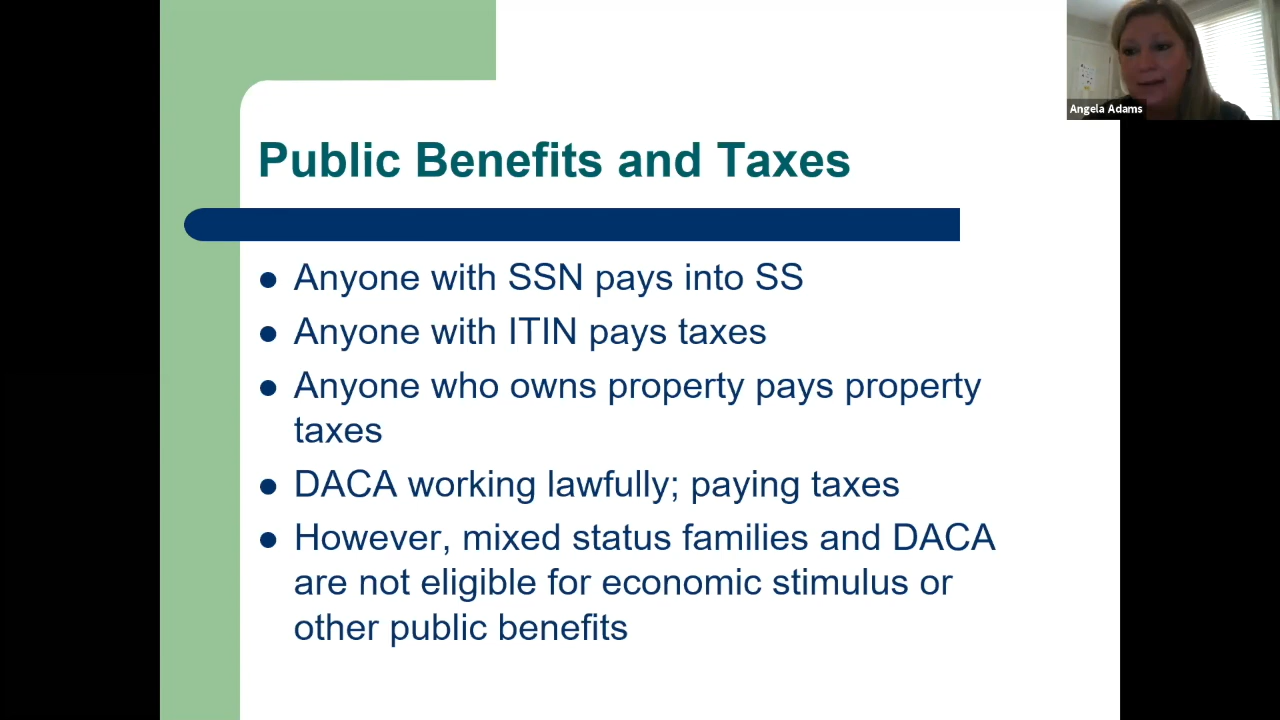 Angela Adams
Public Benefits and Taxes
● Anyone with SSN pays into SS
● Anyone with ITIN pays taxes
● Anyone who owns property pays property
taxes
● DACA working lawfully; paying taxes
● However, mixed status families and DACA
are not eligible for economic stimulus or
other public benefits